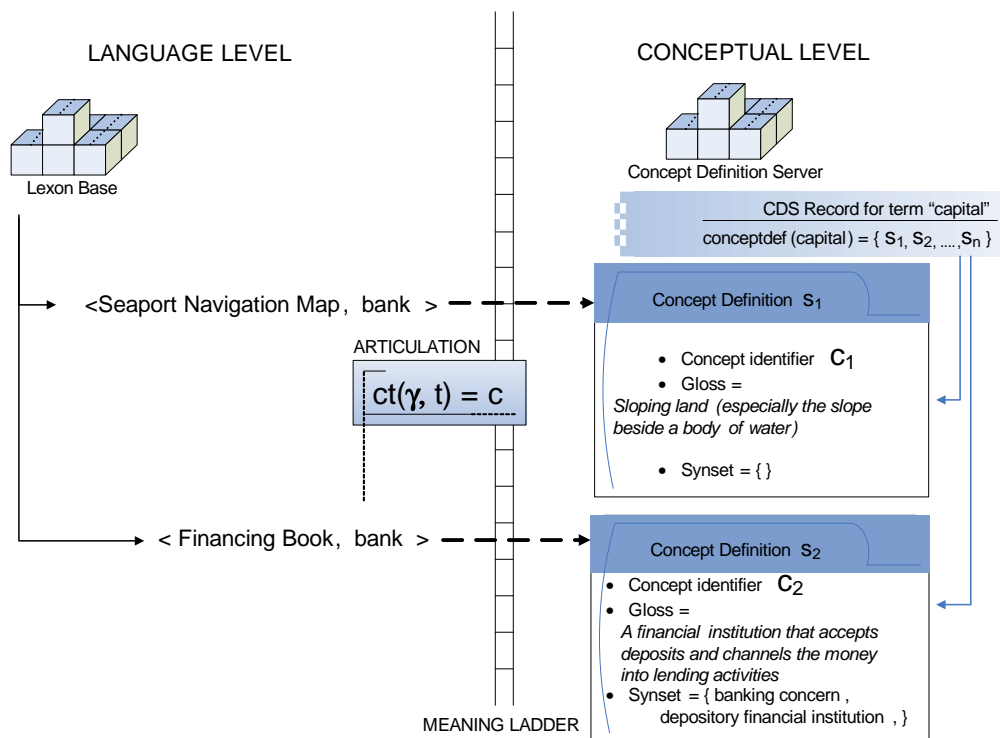 LANGUAGE LEVEL
CONCEPTUAL LEVEL
Lexon Base
Concept Definition Server
CDS Record for term “capital”
conceptdef (capital) = { S1, S2, ...., Sn }
<Seaport Navigation Map, bank >
Concept Definition S1
ARTICULATION
ct(γ, t) = c
• Concept identifier C1
• Gloss =
Sloping land (especially the slope
beside a body of water)
• Synset = { }
< Financing Book, bank >
Concept Definition S2
• Concept identifier C2
• Gloss =
A financial institution that accepts
deposits and channels the money
into lending activities
• Synset = { banking concern ,
depository financial institution , }
MEANING LADDER